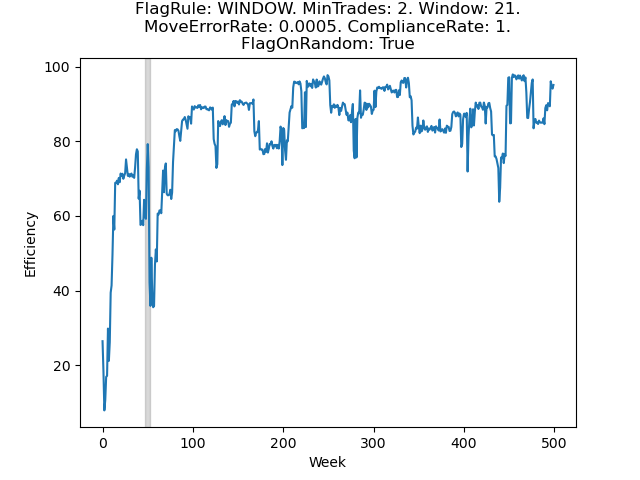 FlagRule: WINDOW. MinTrades: 2. Window: 21.
MoveErrorRate: 0.0005. ComplianceRate: 1.
FlagOnRandom: True
100
80
60
40
20
Efficiency
0 100 200 300 400 500
Week